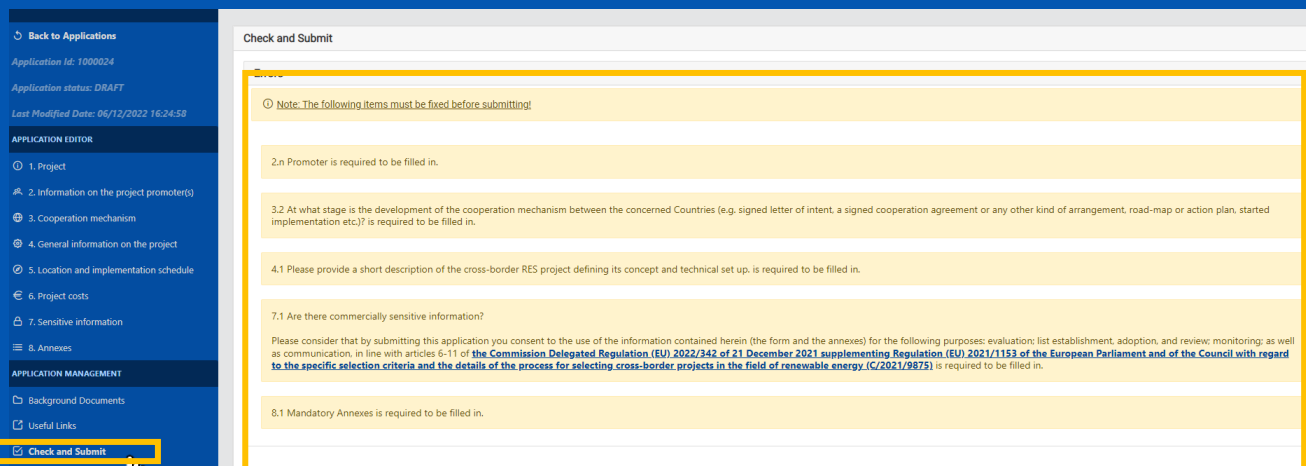 Back to Applications
Application Id: 1000024
Application status: DRAFT
Last Modified Date: 06/12/2022 16:24:58
APPLICATION EDITOR
1. Project
2. Information on the project promoter(s)
3. Cooperation mechanism
4. General information on the project
5. Location and implementation schedule
6. Project costs
7. Sensitive information
8. Annexes
APPLICATION MANAGEMENT
Background Documents
Useful Links
Check and Submit
Check and Submit
Errors
Note: The following items must be fixed before submitting!
2.n Promoter is required to be filled in.
3.2 At what stage is the development of the cooperation mechanism between the concerned Countries (e.g. signed letter of intent, a signed cooperation agreement or any other kind of arrangement, road-map or action plan, started
implementation etc.)? is required to be filled in.
4.1 Please provide a short description of the cross-border RES project defining its concept and technical set up. is required to be filled in.
7.1 Are there commercially sensitive information?
Please consider that by submitting this application you consent to the use of the information contained herein (the form and the annexes) for the following purposes: evaluation; list establishment, adoption, and review; monitoring; as well
as communication, in line with articles 6-11 of the Commission Delegated Regulation (EU) 2022/342 of 21 December 2021 supplementing Regulation (EU) 2021/1153 of the European Parliament and of the Council with regard
to the specific selection criteria and the details of the process for selecting cross-border projects in the field of renewable energy (C/2021/9875) is required to be filled in.
8.1 Mandatory Annexes is required to be filled in.